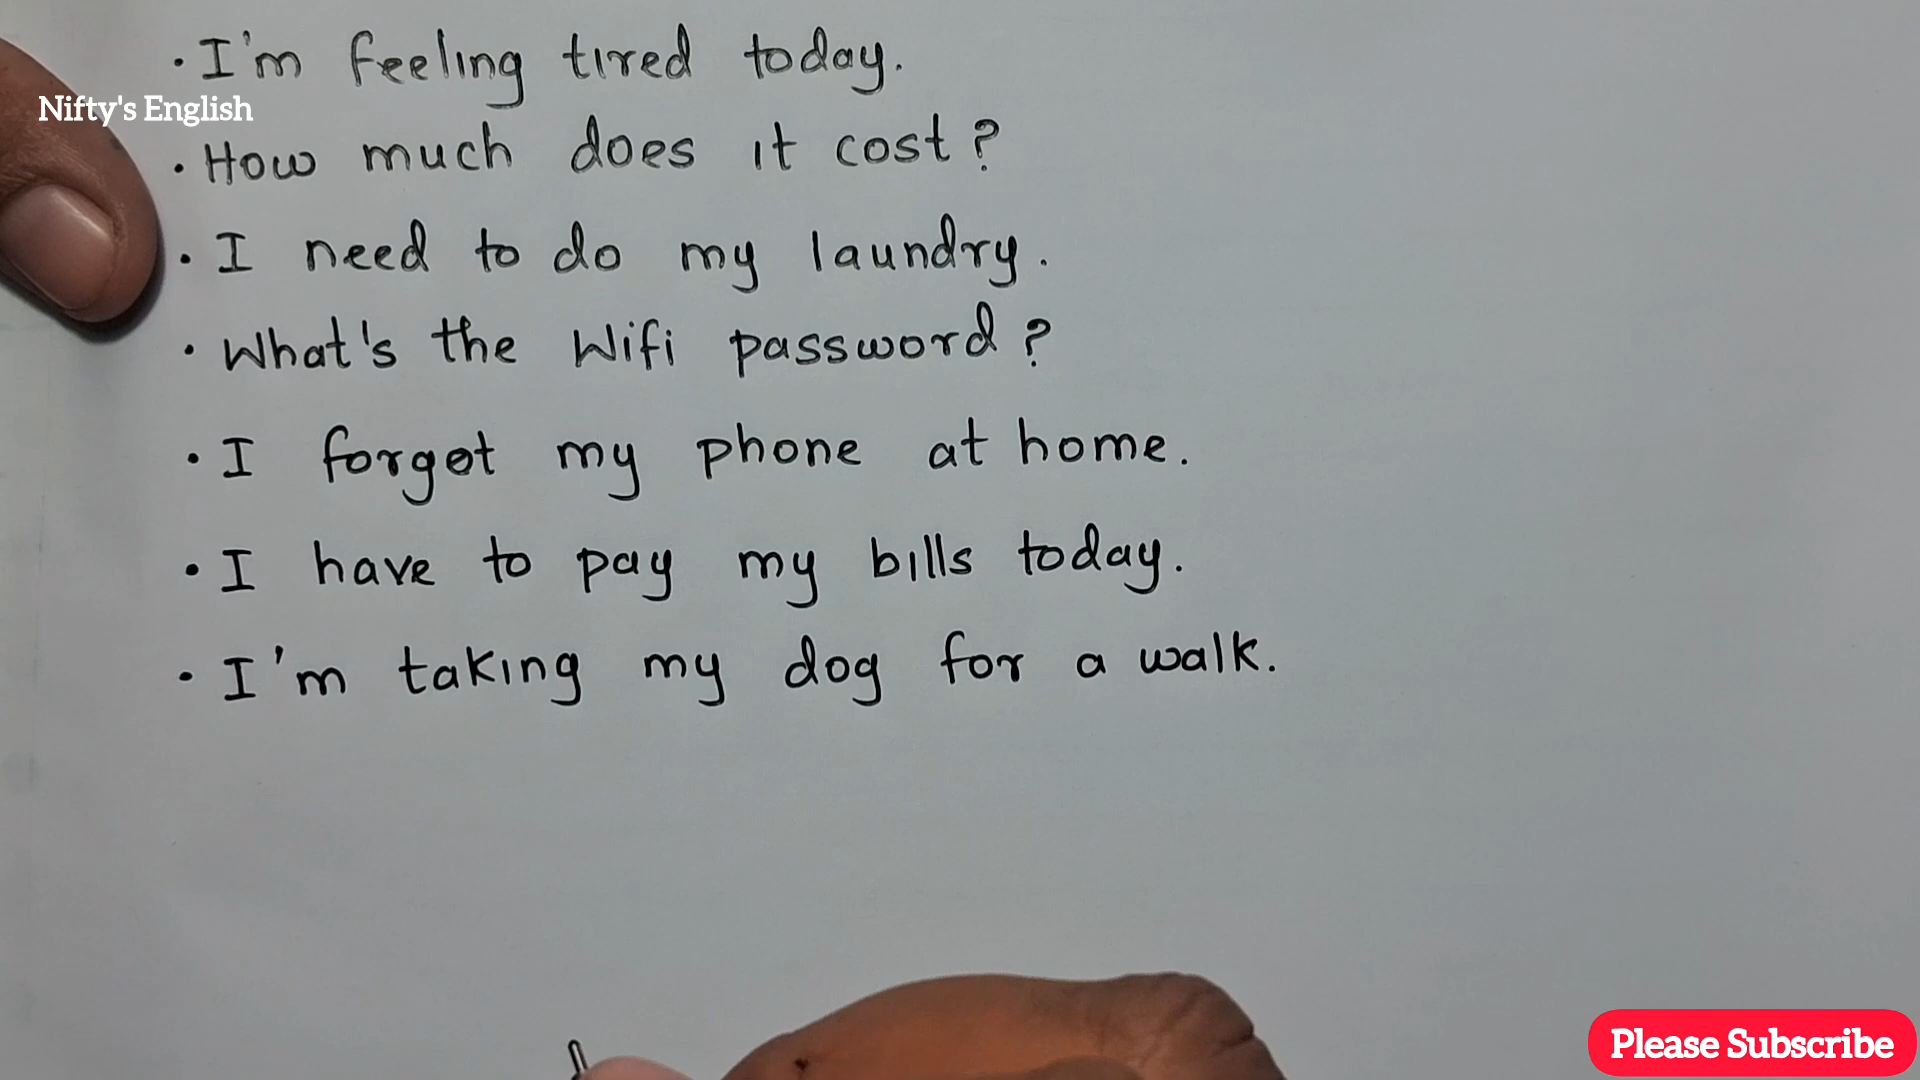 · I'm feeling tired today.
Nifty's English
· How much does it cost?
· I need to do my laundry.
· What's the Wifi password?
· I forgot my phone at home.
· I have to pay my bills today.
· I'm taking my dog for a walk.
Please Subscribe